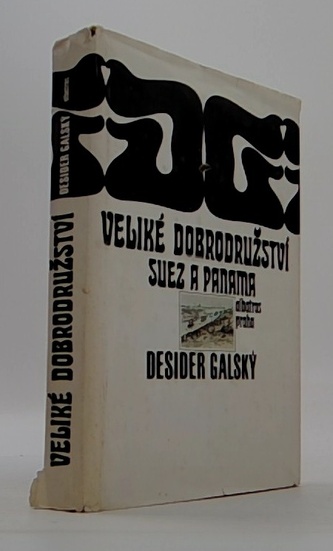 VELIKÉ DOBRODRUŽSTVÍ
SUEZ A PANAMA
albatros
praha
DESIDER GALSKÝ
VELIKÉ DOBRODRUŽSTVÍ
DESIDER GALSKÝ